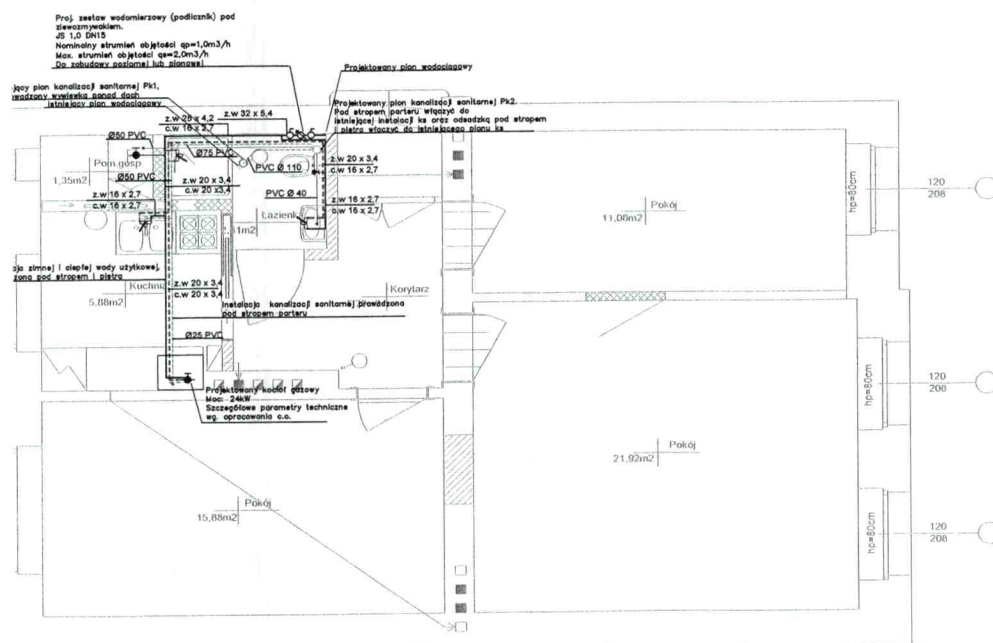 Proj. zestaw wodomierzowy (podlicznik) pod
zlewozmywakiem.
JS 1,0 DN15
Nominalny strumień objętości qp=1,0m3/h
Max. strumień objętości qs=2,0m3/h
Do zabudowy poziomej lub pionowej
Projektowany pion wodociągowy
jący pion kanalizacji sanitarnej Pk1,
wadzony wywiewką ponad dach
istniejący pion wodociągowy
Projektowany pion kanalizacji sanitarnej Pk2.
Pod stropem parteru włączyć do
istniejącej instalacji ks oraz odsadzką pod stropem
I piętra włączyć do istniejącego pionu ks
z.w 25 x 4,2
c.w 16 x 2,7
z.w 32 x 5,4
Ø50 PVC
Ø75 PVC
PVC Ø 110
z.w 20 x 3,4
c.w 16 x 2,7
Pom.gosp
1,35m2
Ø50 PVC
z.w 20 x 3,4
c.w 20 x3,4
PVC Ø 40
z.w 16 x 2,7
c.w 16 x 2,7
z.w 16 x 2,7
c.w 16 x 2,7
Łazienk
1m2
Pokój
11,08m2
hp=80cm
120
208
cja zimnej i ciepłej wody użytkowej,
zona pod stropem I piętra
Kuchnia
5,88m2
z.w 20 x 3,4
c.w 20 x 3,4
Korytarz
Instalacja kanalizacji sanitarnej prowadzona
pod stropem parteru
Ø25 PVC
Projektowany kocioł gazowy
Moc: 24kW
Szczegółowe parametry techniczne
wg. opracowania c.o.
hp=80cm
120
208
Pokój
21,92m2
Pokój
15,88m2
hp=80cm
120
208